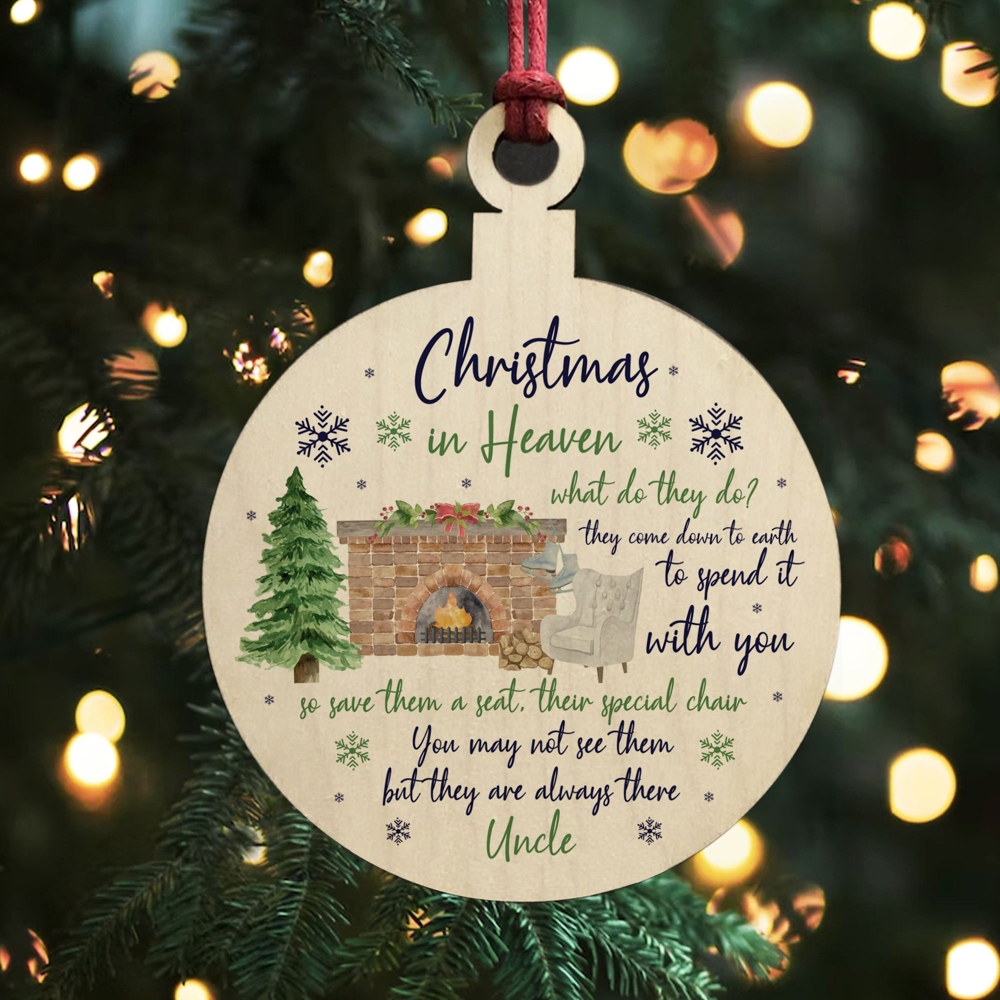 Christmas
in Heaven
what do they do?
they come down to earth
to spend it
with you
so save them a seat, their special chair
You may not see them
but they are always there
Uncle